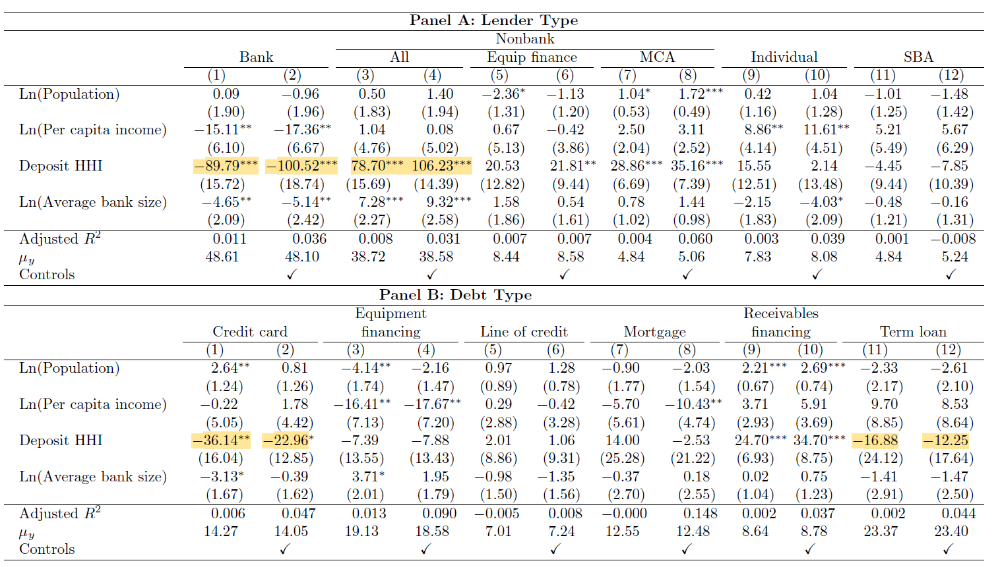 Panel A: Lender Type
Nonbank
Bank All Equip finance MCA Individual SBA
(1) (2) (3) (4) (5) (6) (7) (8) (9) (10) (11) (12)
Ln(Population) 0.09 −0.96 0.50 1.40 −2.36* −1.13 1.04* 1.72*** 0.42 1.04 −1.01 −1.48
(1.90) (1.96) (1.83) (1.94) (1.31) (1.20) (0.53) (0.49) (1.16) (1.28) (1.25) (1.42)
Ln(Per capita income) −15.11** −17.36** 1.04 0.08 0.67 −0.42 2.50 3.11 8.86** 11.61** 5.21 5.67
(6.10) (6.67) (4.76) (5.02) (5.13) (3.86) (2.04) (2.52) (4.14) (4.51) (5.49) (6.29)
Deposit HHI −89.79*** −100.52*** 78.70*** 106.23*** 20.53 21.81** 28.86*** 35.16*** 15.55 2.14 −4.45 −7.85
(15.72) (18.74) (15.69) (14.39) (12.82) (9.44) (6.69) (7.39) (12.51) (13.48) (9.44) (10.39)
Ln(Average bank size) −4.65** −5.14** 7.28*** 9.32*** 1.58 0.54 0.78 1.44 −2.15 −4.03* −0.48 −0.16
(2.09) (2.42) (2.27) (2.58) (1.86) (1.61) (1.02) (0.98) (1.83) (2.09) (1.21) (1.31)
Adjusted R² 0.011 0.036 0.008 0.031 0.007 0.007 0.004 0.060 0.003 0.039 0.001 −0.008
μy 48.61 48.10 38.72 38.58 8.44 8.58 4.84 5.06 7.83 8.08 4.84 5.24
Controls ✓ ✓ ✓ ✓ ✓ ✓
Panel B: Debt Type
Equipment Receivables
Credit card financing Line of credit Mortgage financing Term loan
(1) (2) (3) (4) (5) (6) (7) (8) (9) (10) (11) (12)
Ln(Population) 2.64** 0.81 −4.14** −2.16 0.97 1.28 −0.90 −2.03 2.21*** 2.69*** −2.33 −2.61
(1.24) (1.26) (1.74) (1.47) (0.89) (0.78) (1.77) (1.54) (0.67) (0.74) (2.17) (2.10)
Ln(Per capita income) −0.22 1.78 −16.41** −17.67** 0.29 −0.42 −5.70 −10.43** 3.71 5.91 9.70 8.53
(5.05) (4.42) (7.13) (7.20) (2.88) (3.28) (5.61) (4.74) (2.93) (3.69) (8.85) (8.64)
Deposit HHI −36.14** −22.96* −7.39 −7.88 2.01 1.06 14.00 −2.53 24.70*** 34.70*** −16.88 −12.25
(16.04) (12.85) (13.55) (13.43) (8.86) (9.31) (25.28) (21.22) (6.93) (8.75) (24.12) (17.64)
Ln(Average bank size) −3.13* −0.39 3.71* 1.95 −0.98 −1.35 −0.37 0.18 0.02 0.75 −1.41 −1.47
(1.67) (1.62) (2.01) (1.79) (1.50) (1.56) (2.70) (2.55) (1.04) (1.23) (2.91) (2.50)
Adjusted R² 0.006 0.047 0.013 0.090 −0.005 0.008 −0.000 0.148 0.002 0.037 0.002 0.044
μy 14.27 14.05 19.13 18.58 7.01 7.24 12.55 12.48 8.64 8.78 23.37 23.40
Controls ✓ ✓ ✓ ✓ ✓ ✓